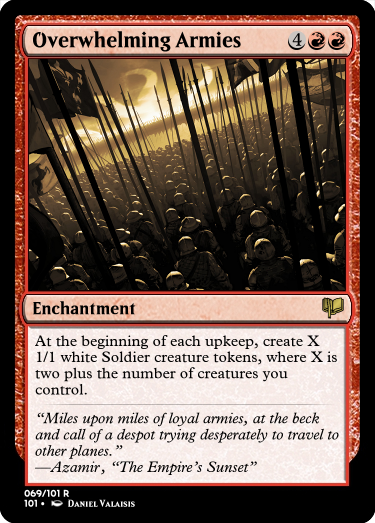 Overwhelming Armies 4
Enchantment
At the beginning of each upkeep, create X
1/1 white Soldier creature tokens, where X is
two plus the number of creatures you
control.
“Miles upon miles of loyal armies, at the beck
and call of a despot trying desperately to travel to
other planes.”
—Azamir, “The Empire’s Sunset”
069/101 R
101 • Daniel Valaisis